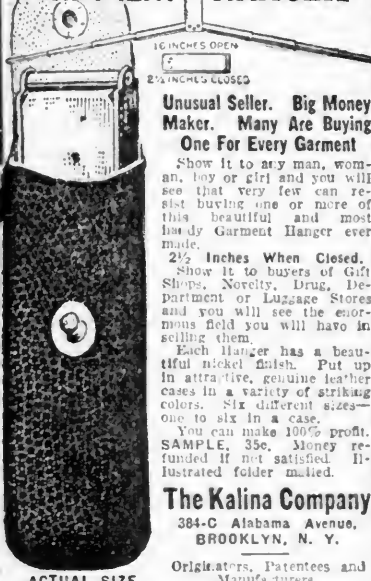 16 INCHES OPEN
2½ INCHES CLOSED
Unusual Seller. Big Money
Maker. Many Are Buying
One For Every Garment
Show it to any man, wom-
an, boy or girl and you will
see that very few can re-
sist buying one or more of
this beautiful and most
handy Garment Hanger ever
made.
2½ Inches When Closed.
Show it to buyers of Gift
Shops, Novelty, Drug, De-
partment or Luggage Stores
and you will see the enor-
mous field you will have in
selling them.
Each Hanger has a beau-
tiful nickel finish. Put up
in attractive, genuine leather
cases in a variety of striking
colors. Six different sizes—
one to six in a case.
You can make 100% profit.
SAMPLE, 35c. Money re-
funded if not satisfied. Il-
lustrated folder mailed.
The Kalina Company
384-C Alabama Avenue,
BROOKLYN, N. Y.
Originators, Patentees and
Manufacturers
ACTUAL SIZE